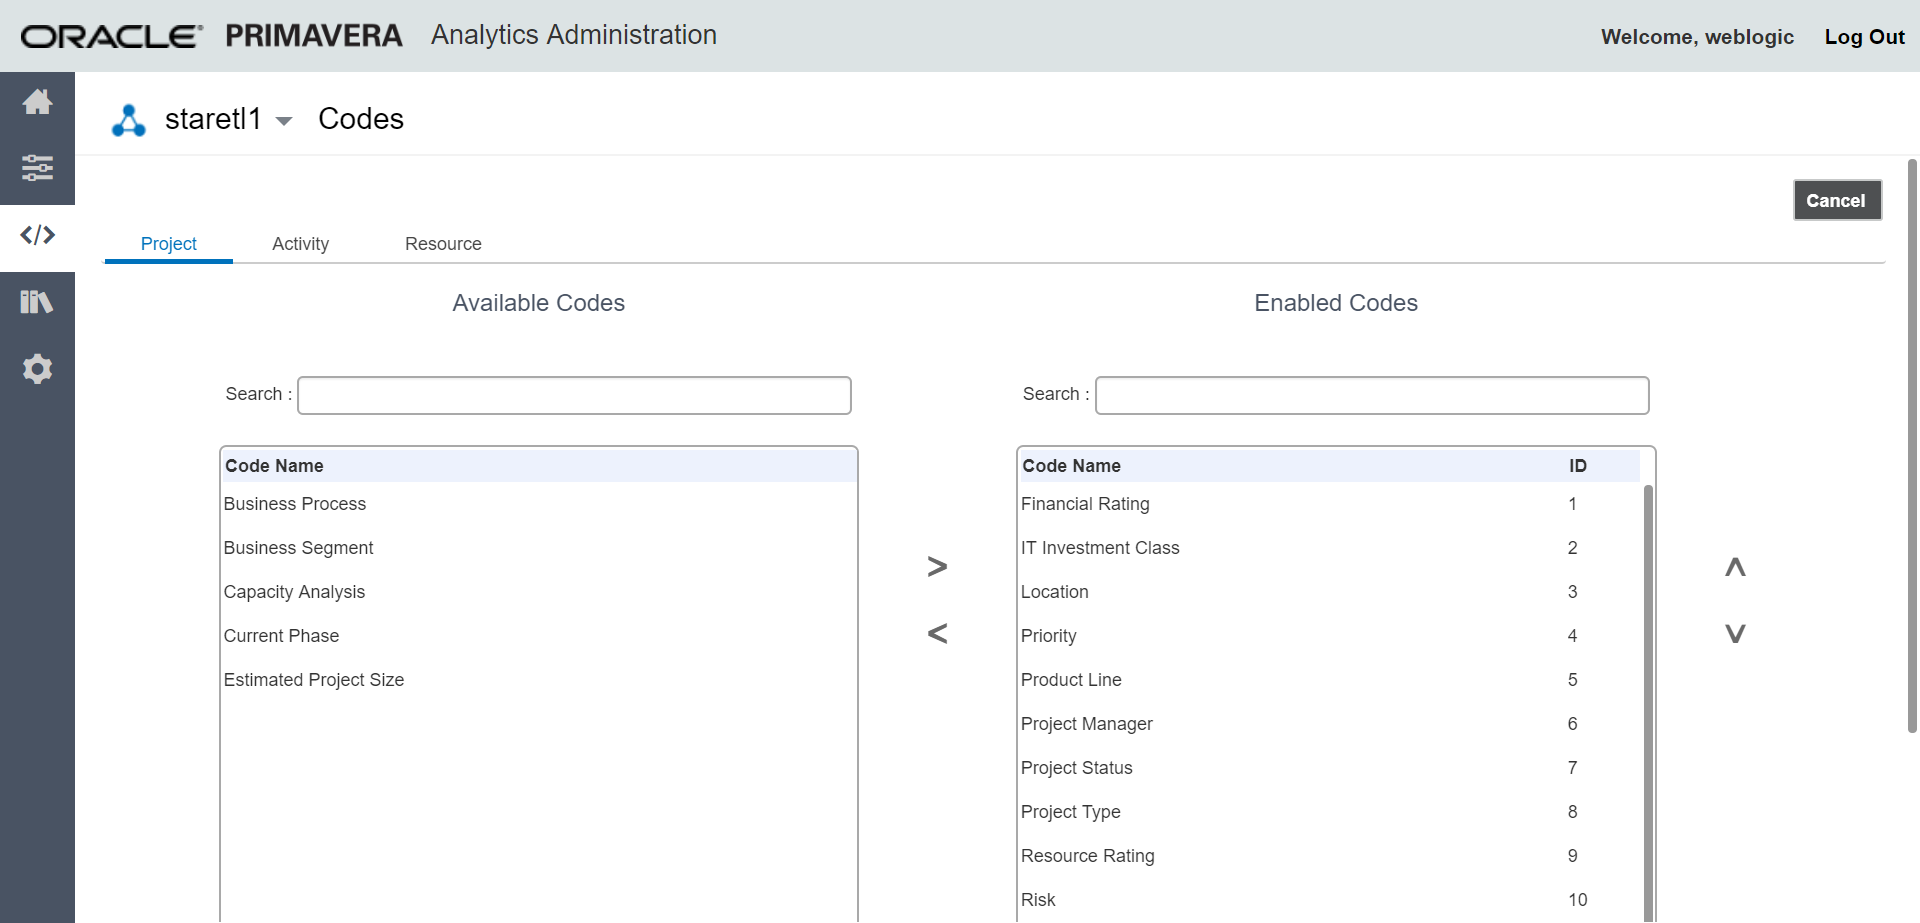 ORACLE PRIMAVERA Analytics Administration
Welcome, weblogic Log Out
staretl1 Codes
Cancel
Project Activity Resource
Available Codes
Search :
Code Name
Business Process
Business Segment
Capacity Analysis
Current Phase
Estimated Project Size
>
<
Enabled Codes
Search :
Code Name ID
Financial Rating 1
IT Investment Class 2
Location 3
Priority 4
Product Line 5
Project Manager 6
Project Status 7
Project Type 8
Resource Rating 9
Risk 10